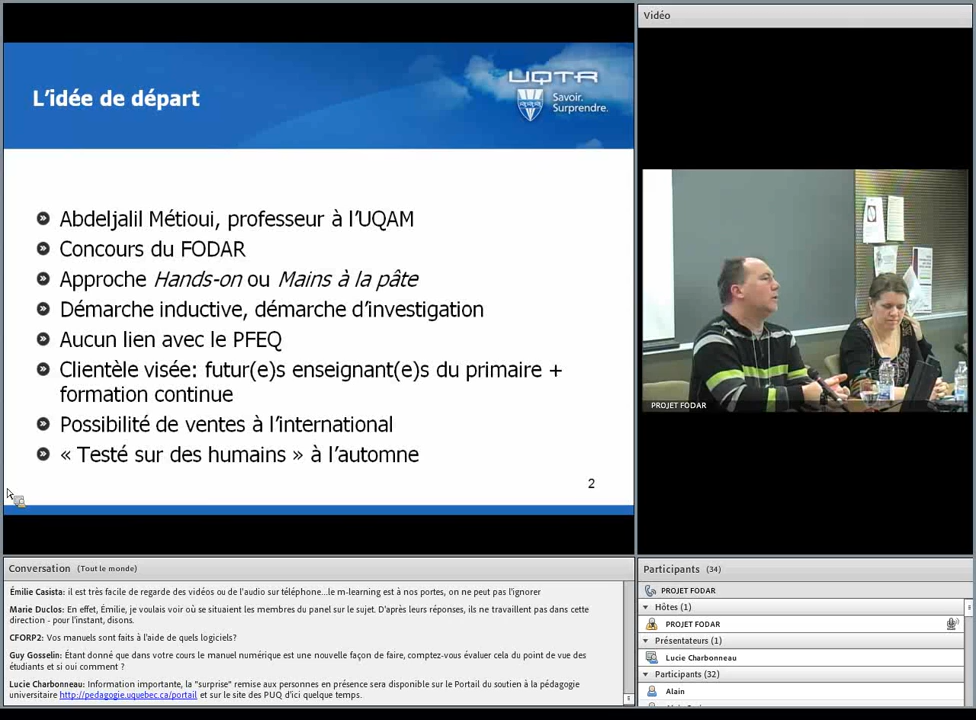 L'idée de départ
UQTR
Savoir.
Surprendre.
Abdeljalil Métioui, professeur à l'UQAM
Concours du FODAR
Approche Hands-on ou Mains à la pâte
Démarche inductive, démarche d'investigation
Aucun lien avec le PFEQ
Clientèle visée: futur(e)s enseignant(e)s du primaire +
formation continue
Possibilité de ventes à l'international
« Testé sur des humains » à l'automne
2
Vidéo
PROJET FODAR
Conversation (Tout le monde)
Émilie Casista: il est très facile de regarde des vidéos ou de l'audio sur téléphone...le m-learning est à nos portes, on ne peut pas l'ignorer
Marie Duclos: En effet, Émilie, je voulais voir où se situaient les membres du panel sur le sujet. D'après leurs réponses, ils ne travaillent pas dans cette
direction - pour l'instant, disons.
CFORP2: Vos manuels sont faits à l'aide de quels logiciels?
Guy Gosselin: Étant donné que dans votre cours le manuel numérique est une nouvelle façon de faire, comptez-vous évaluer cela du point de vue des
étudiants et si oui comment ?
Lucie Charbonneau: Information importante, la "surprise" remise aux personnes en présence sera disponible sur le Portail du soutien à la pédagogie
universitaire http://pedagogie.uquebec.ca/portail et sur le site des PUQ d'ici quelque temps.
Participants (34)
PROJET FODAR
Hôtes (1)
PROJET FODAR
Présentateurs (1)
Lucie Charbonneau
Participants (32)
Alain